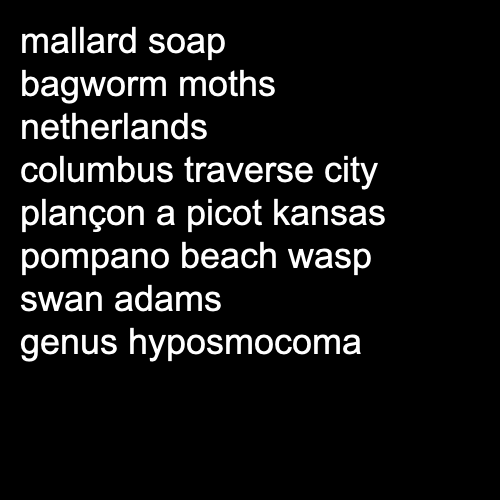 mallard soap
bagworm moths
netherlands
columbus traverse city
plançon a picot kansas
pompano beach wasp
swan adams
genus hyposmocoma